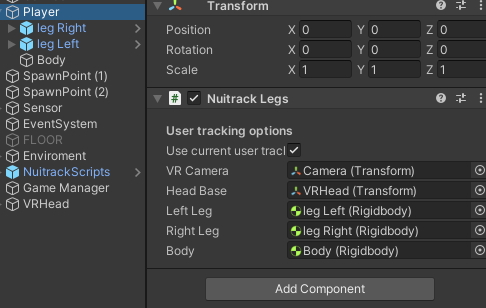 Player
leg Right
leg Left
Body
SpawnPoint (1)
SpawnPoint (2)
Sensor
EventSystem
FLOOR
Enviroment
NuitrackScripts
Game Manager
VRHead
Transform
Position X 0 Y 0 Z 0
Rotation X 0 Y 0 Z 0
Scale X 1 Y 1 Z 1
# Nuitrack Legs
User tracking options
Use current user tracl
VR Camera Camera (Transform)
Head Base VRHead (Transform)
Left Leg leg Left (Rigidbody)
Right Leg leg Right (Rigidbody)
Body Body (Rigidbody)
Add Component